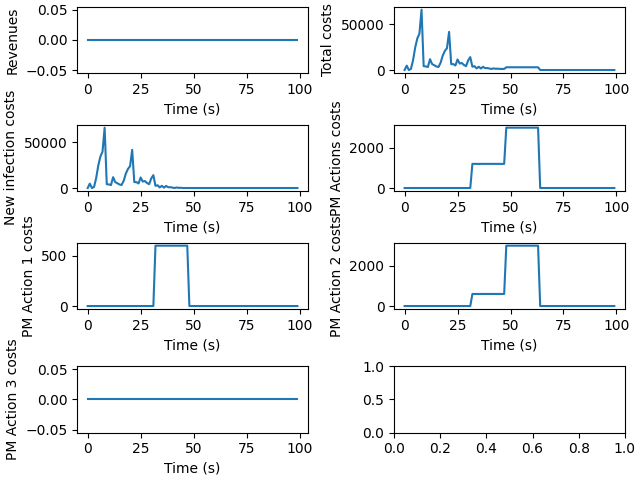 Revenues
0.05
0.00
−0.05
0 25 50 75 100
Time (s)
Total costs
50000
0
0 25 50 75 100
Time (s)
New infection costs
50000
0
0 25 50 75 100
Time (s)
PM Actions costs
2000
0
0 25 50 75 100
Time (s)
PM Action 1 costs
500
0
0 25 50 75 100
Time (s)
PM Action 2 costs
2000
0
0 25 50 75 100
Time (s)
PM Action 3 costs
0.05
0.00
−0.05
0 25 50 75 100
Time (s)
1.0
0.5
0.0
0.0 0.2 0.4 0.6 0.8 1.0